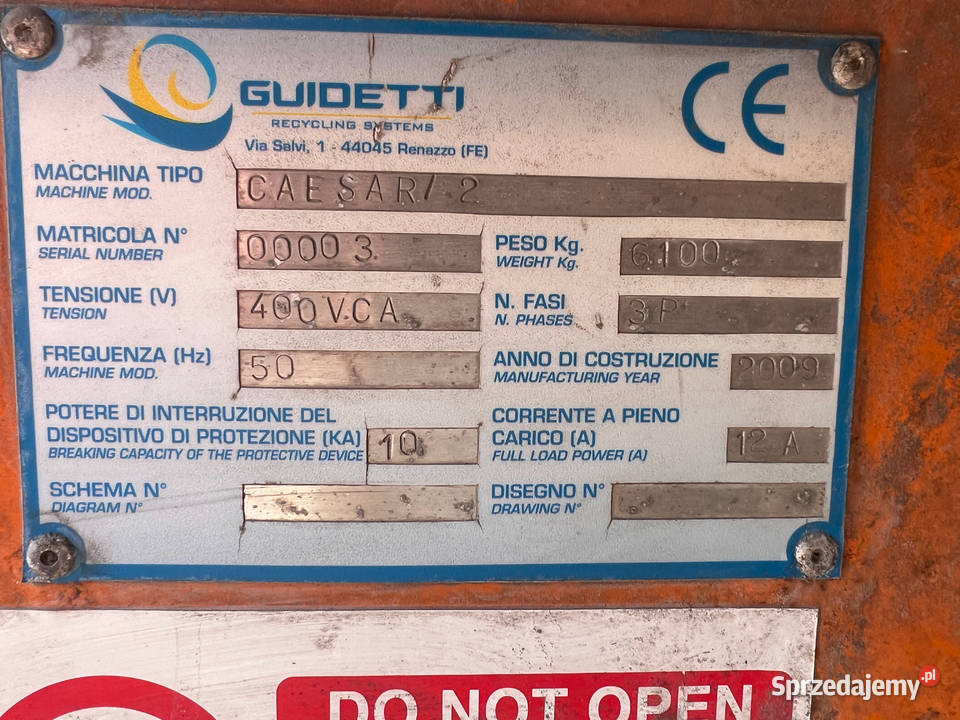 GUIDETTI
RECYCLING SYSTEMS
Via Salvi, 1 - 44045 Renazzo (FE)
CE
MACCHINA TIPO
MACHINE MOD.
CAESAR/2
MATRICOLA N°
SERIAL NUMBER
00003
PESO Kg.
WEIGHT Kg.
6100
TENSIONE (V)
TENSION
400VCA
N. FASI
N. PHASES
3P
FREQUENZA (Hz)
MACHINE MOD.
50
ANNO DI COSTRUZIONE
MANUFACTURING YEAR
2009
POTERE DI INTERRUZIONE DEL
DISPOSITIVO DI PROTEZIONE (KA)
BREAKING CAPACITY OF THE PROTECTIVE DEVICE
10
CORRENTE A PIENO
CARICO (A)
FULL LOAD POWER (A)
12 A
SCHEMA N°
DIAGRAM N°
DISEGNO N°
DRAWING N°
DO NOT OPEN
Sprzedajemy.pl